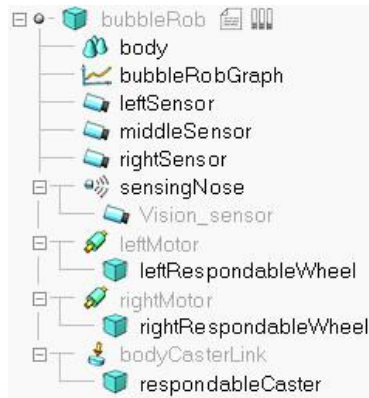 bubbleRob
body
bubbleRobGraph
leftSensor
middleSensor
rightSensor
sensingNose
Vision_sensor
leftMotor
leftRespondableWheel
rightMotor
rightRespondableWheel
bodyCasterLink
respondableCaster